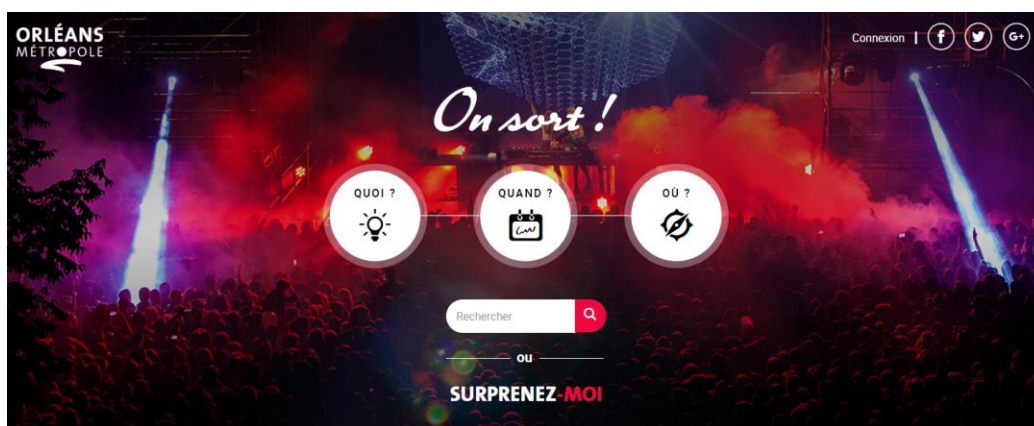 ORLÉANS
MÉTROPOLE
Connexion |
G+
On sort !
QUOI ?
QUAND ?
OÙ ?
Rechercher
ou
SURPRENEZ-MOI